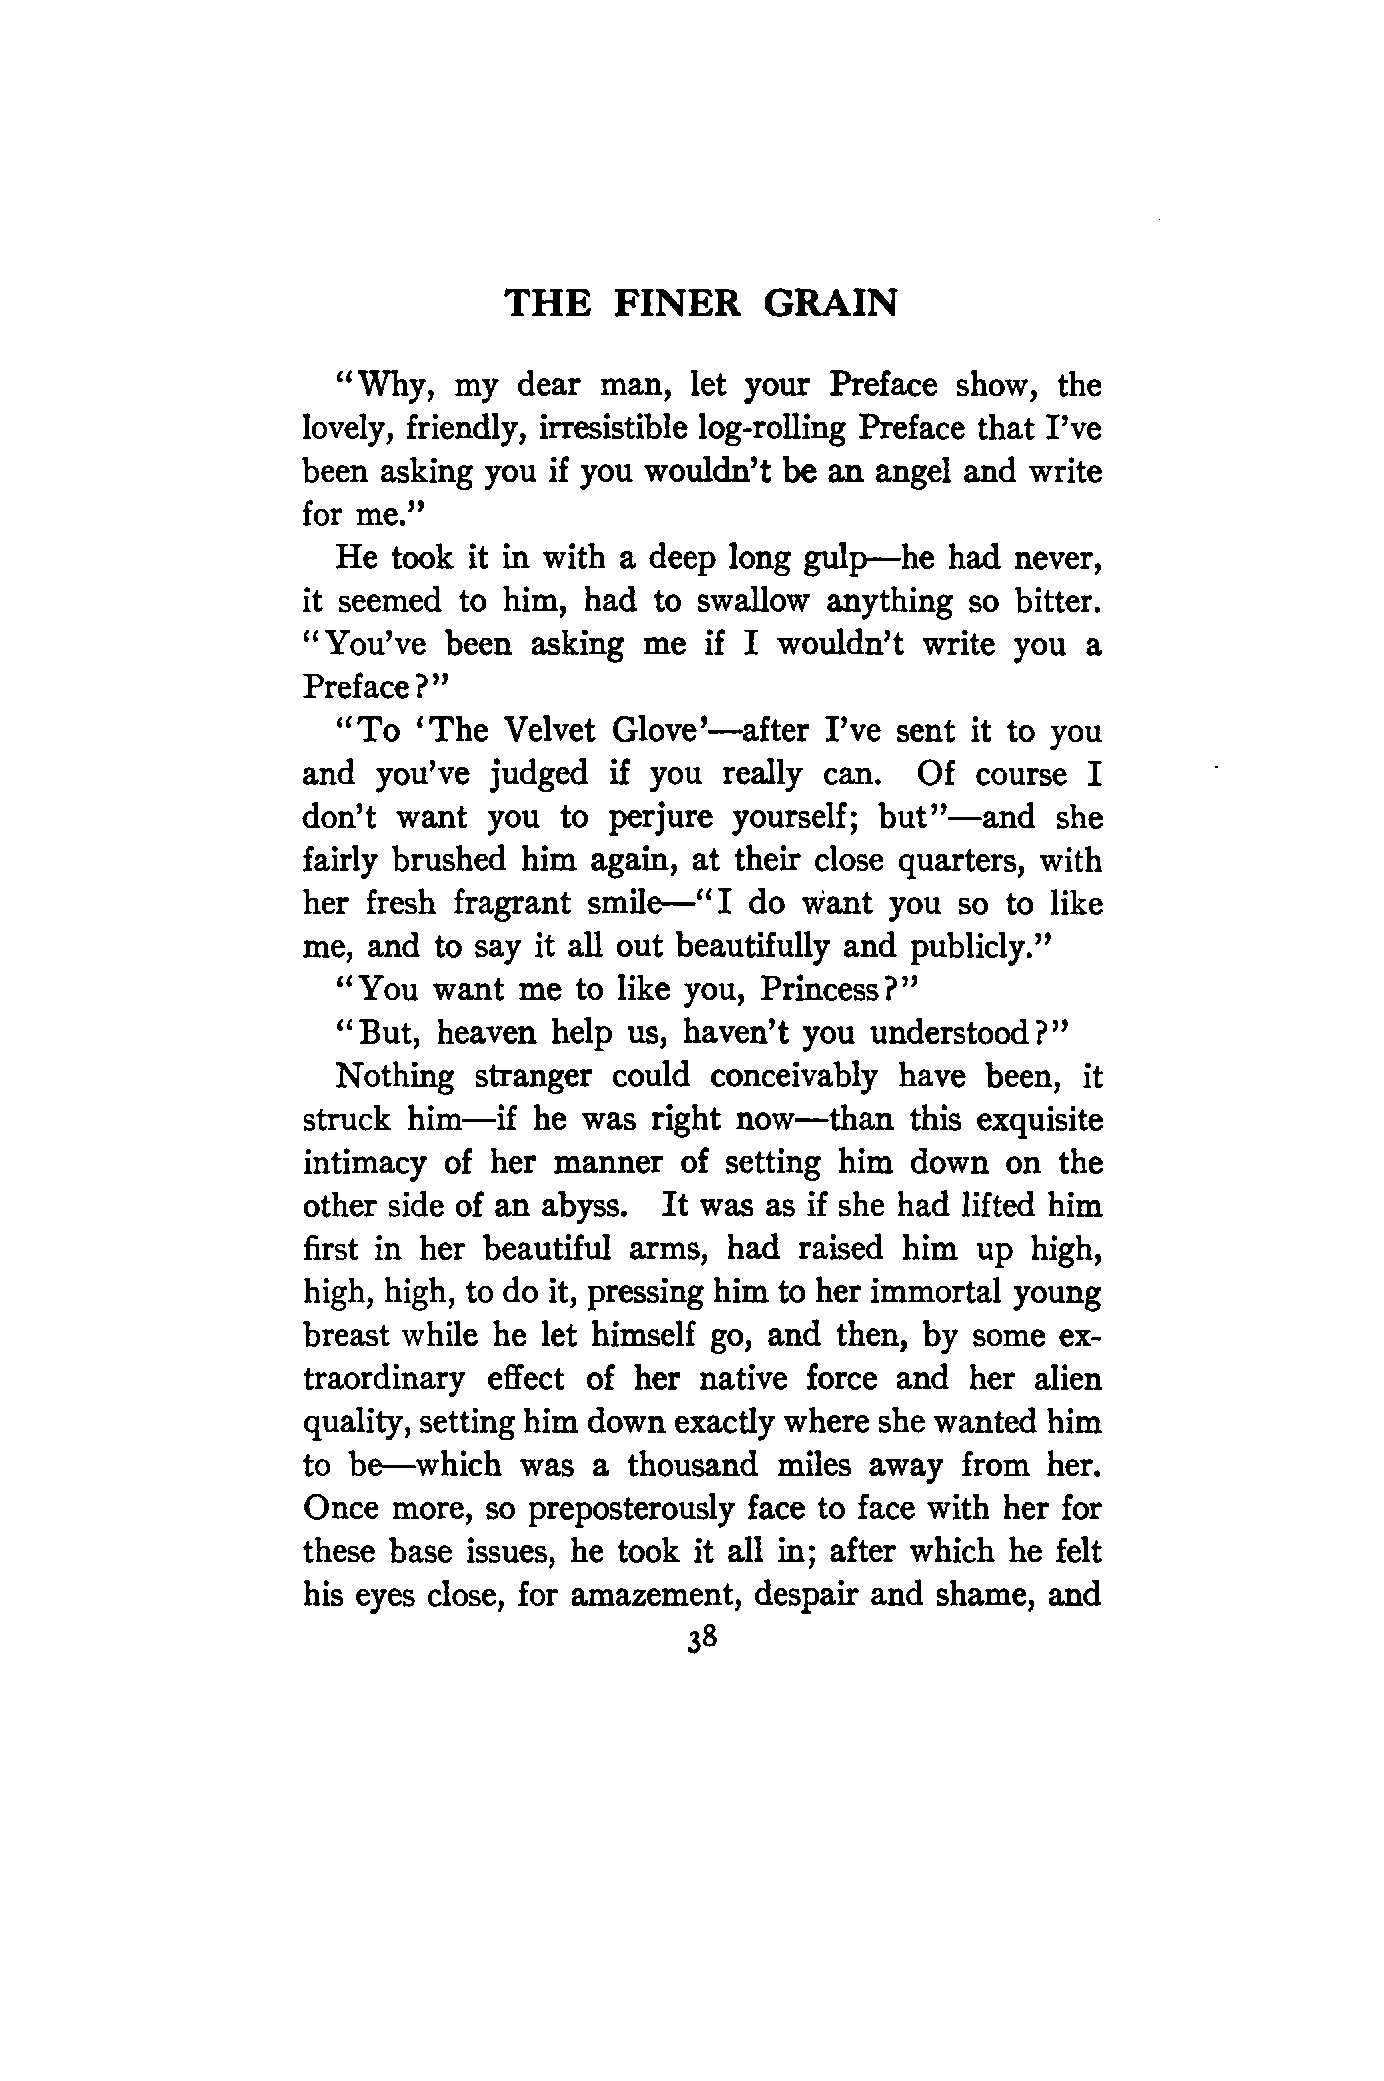 THE FINER GRAIN
“Why, my dear man, let your Preface show, the
lovely, friendly, irresistible log-rolling Preface that I’ve
been asking you if you wouldn’t be an angel and write
for me.”
He took it in with a deep long gulp—he had never,
it seemed to him, had to swallow anything so bitter.
“You’ve been asking me if I wouldn’t write you a
Preface?”
“To ‘The Velvet Glove’—after I’ve sent it to you
and you’ve judged if you really can. Of course I
don’t want you to perjure yourself; but”—and she
fairly brushed him again, at their close quarters, with
her fresh fragrant smile—“I do want you so to like
me, and to say it all out beautifully and publicly.”
“You want me to like you, Princess?”
“But, heaven help us, haven’t you understood?”
Nothing stranger could conceivably have been, it
struck him—if he was right now—than this exquisite
intimacy of her manner of setting him down on the
other side of an abyss. It was as if she had lifted him
first in her beautiful arms, had raised him up high,
high, high, to do it, pressing him to her immortal young
breast while he let himself go, and then, by some ex-
traordinary effect of her native force and her alien
quality, setting him down exactly where she wanted him
to be—which was a thousand miles away from her.
Once more, so preposterously face to face with her for
these base issues, he took it all in; after which he felt
his eyes close, for amazement, despair and shame, and
38